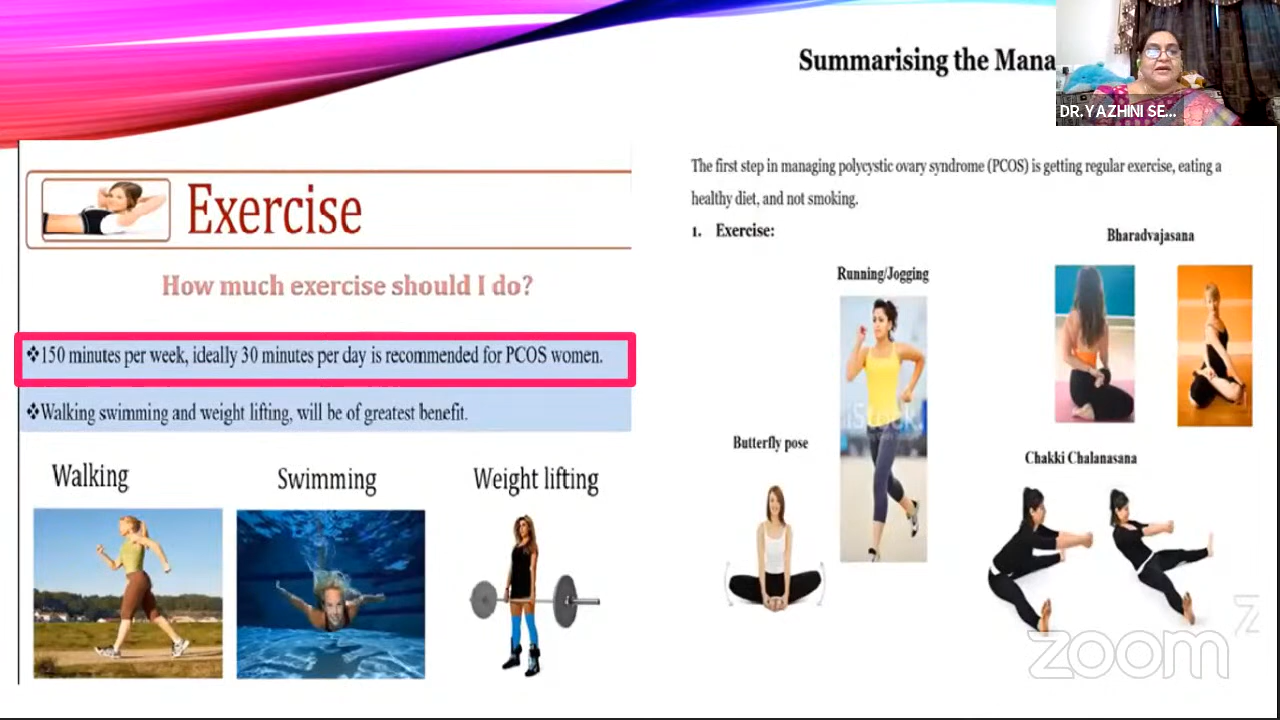 Summarising the Mana
DR.YAZHINI SE...
Exercise
How much exercise should I do?
❖150 minutes per week, ideally 30 minutes per day is recommended for PCOS women.
❖Walking swimming and weight lifting, will be of greatest benefit.
Walking
Swimming
Weight lifting
The first step in managing polycystic ovary syndrome (PCOS) is getting regular exercise, eating a
healthy diet, and not smoking.
1. Exercise:
Bharadvajasana
Running/Jogging
Butterfly pose
Chakki Chalanasana
zoom